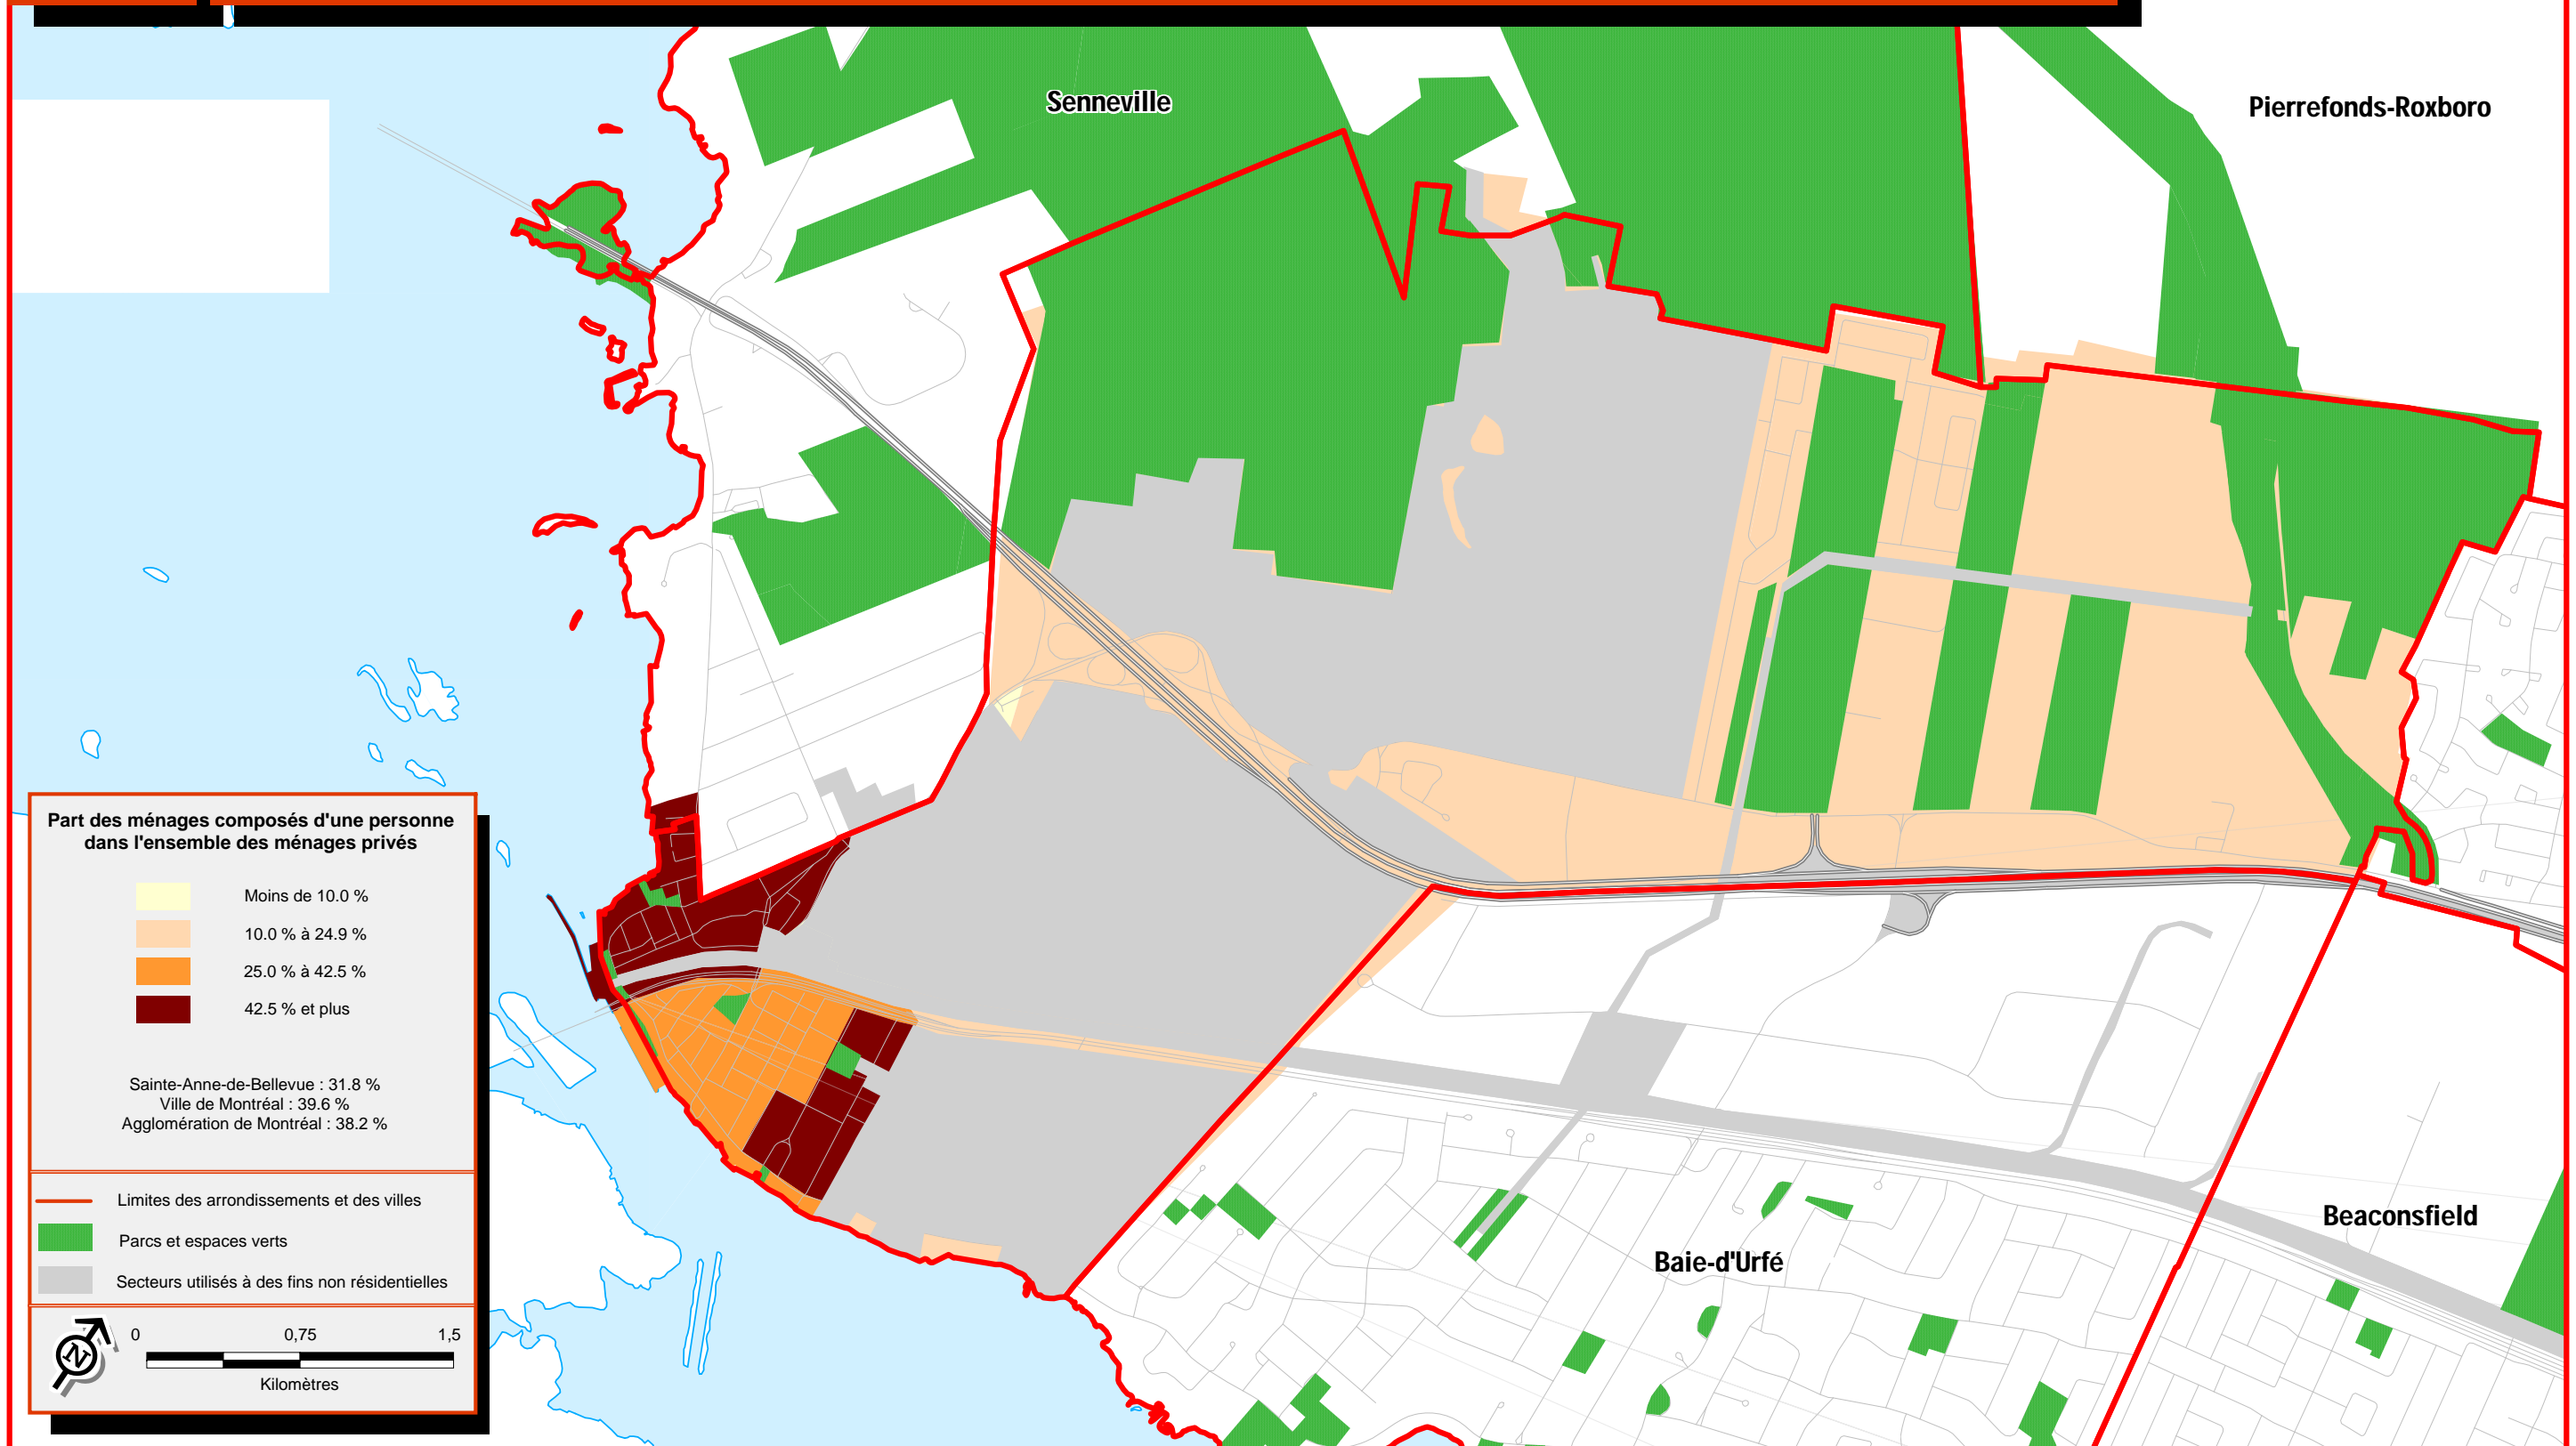 Senneville
Pierrefonds-Roxboro
Part des ménages composés d'une personne
dans l'ensemble des ménages privés
Moins de 10.0 %
10.0 % à 24.9 %
25.0 % à 42.5 %
42.5 % et plus
Sainte-Anne-de-Bellevue : 31.8 %
Ville de Montréal : 39.6 %
Agglomération de Montréal : 38.2 %
Limites des arrondissements et des villes
Parcs et espaces verts
Secteurs utilisés à des fins non résidentielles
N
0 0,75 1,5
Kilomètres
Baie-d'Urfé
Beaconsfield